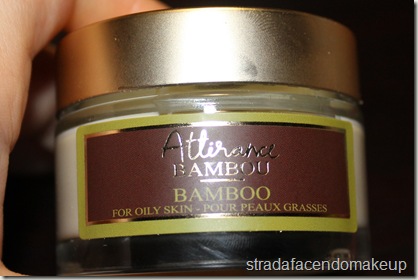 Attirance
BAMBOU
BAMBOO
FOR OILY SKIN - POUR PEAUX GRASSES
stradafacendomakeup